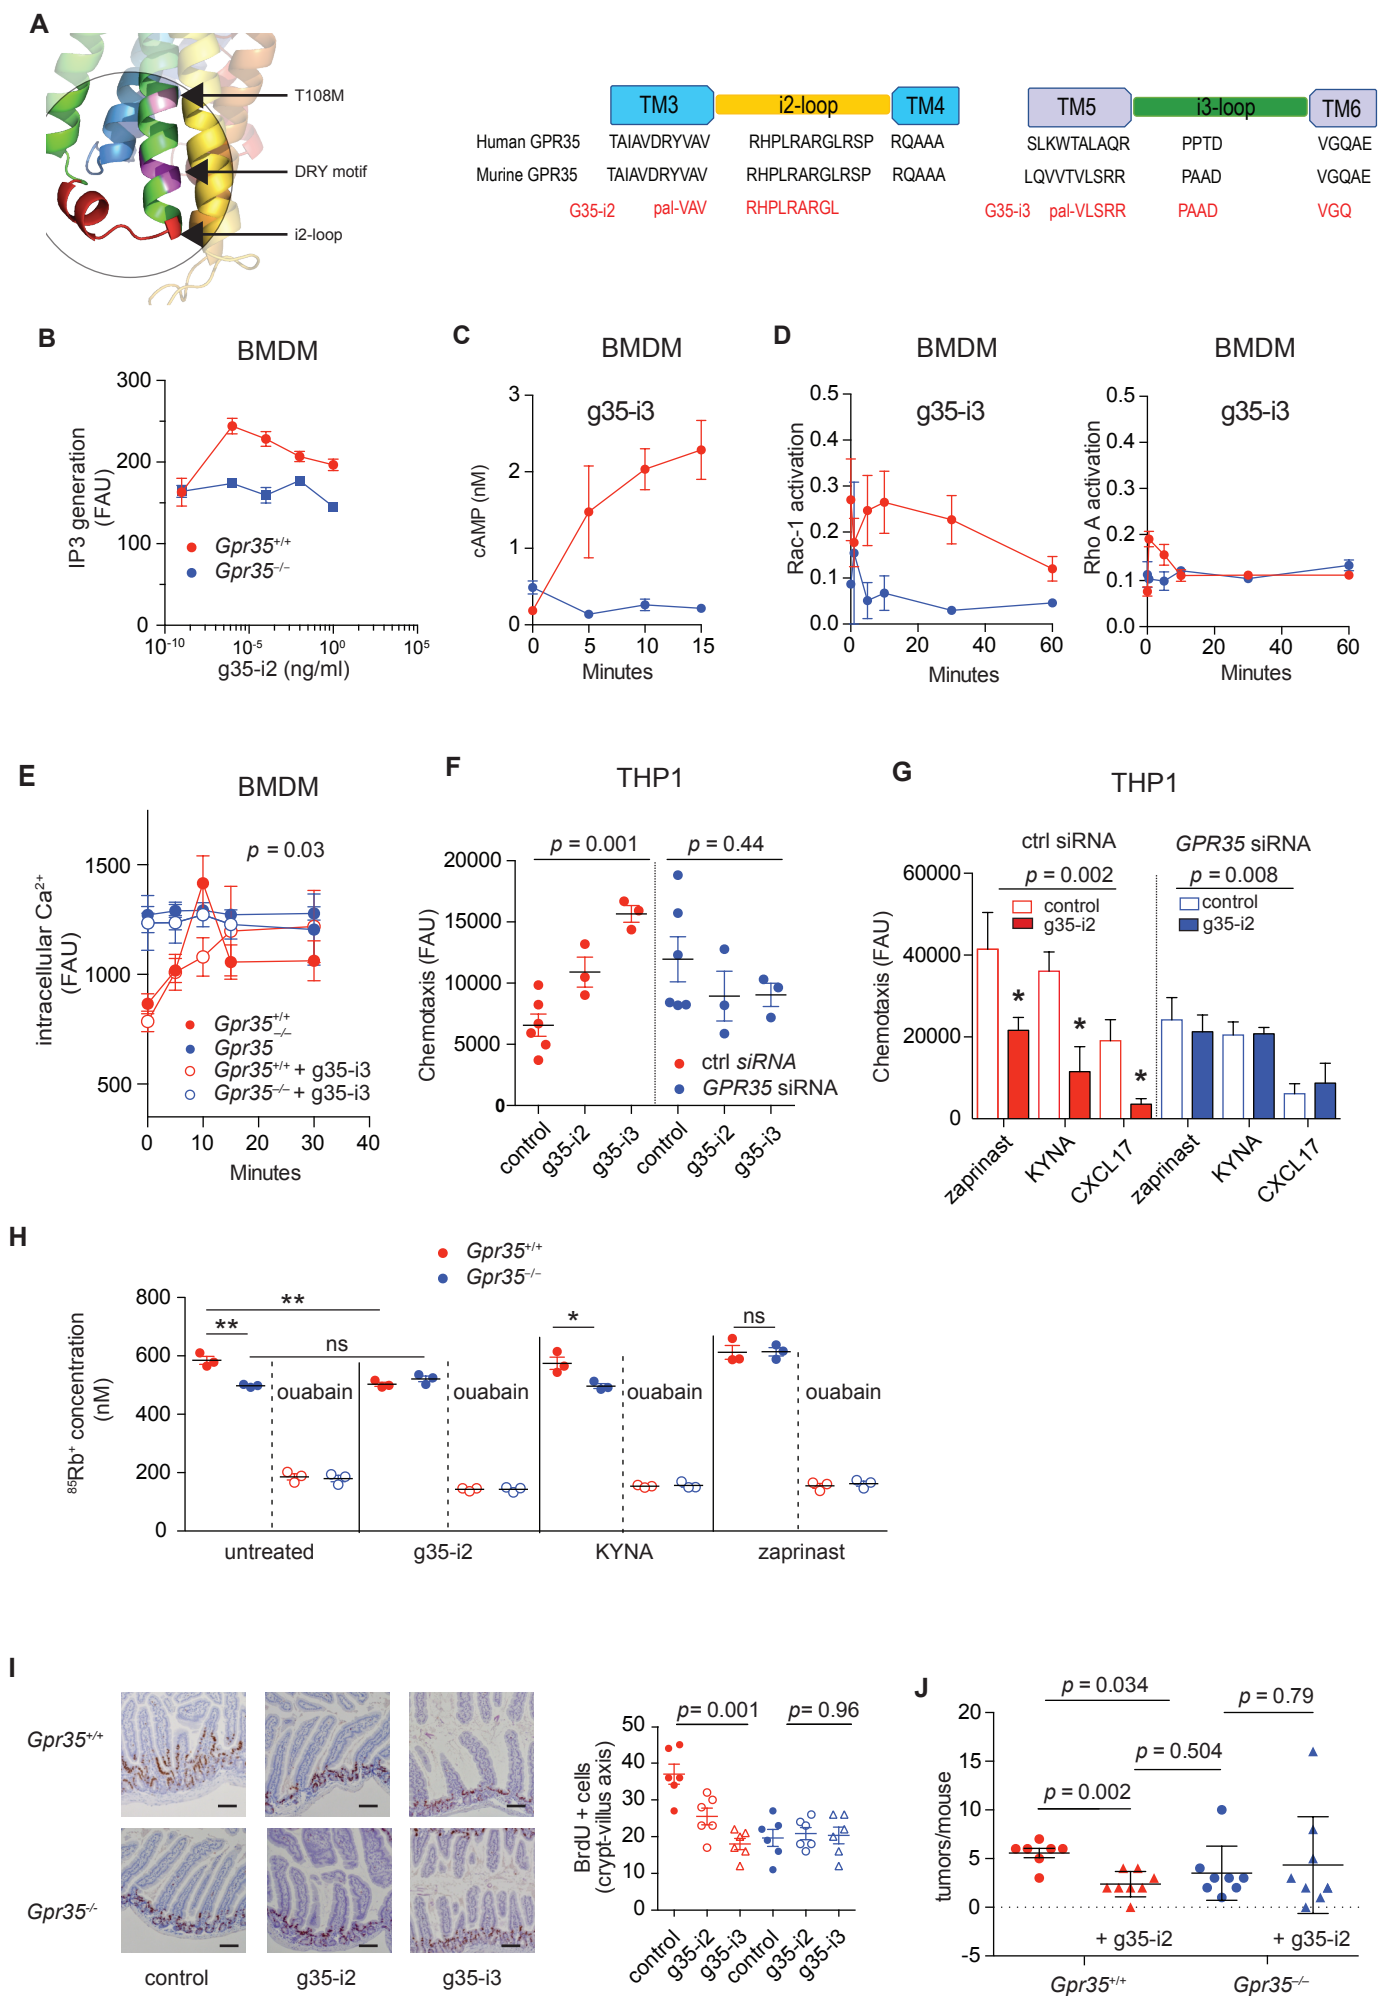 A
T108M
DRY motif
i2-loop
TM3 i2-loop TM4
Human GPR35 TAIAVDRYVAV RHPLRARGLRSP RQAAA
Murine GPR35 TAIAVDRYVAV RHPLRARGLRSP RQAAA
G35-i2 pal-VAV RHPLRARGL
TM5 i3-loop TM6
SLKWTALAQR PPTD VGQAE
LQVVTVLSRR PAAD VGQAE
G35-i3 pal-VLSRR PAAD VGQ
B
BMDM
IP3 generation
(FAU)
300
200
100
0
Gpr35+/+
Gpr35–/–
10-10 10-5 100 105
g35-i2 (ng/ml)
C
BMDM
g35-i3
cAMP (nM)
3
2
1
0
0 5 10 15
Minutes
D
BMDM
g35-i3
Rac-1 activation
0.5
0.4
0.3
0.2
0.1
0.0
0 20 40 60
Minutes
BMDM
g35-i3
Rho A activation
0.5
0.4
0.3
0.2
0.1
0.0
0 20 40 60
Minutes
E
BMDM
p = 0.03
intracellular Ca2+
(FAU)
1500
1000
500
Gpr35+/+
Gpr35–/–
Gpr35+/+ + g35-i3
Gpr35–/– + g35-i3
0 10 20 30 40
Minutes
F
THP1
p = 0.001 p = 0.44
Chemotaxis (FAU)
20000
15000
10000
5000
0
ctrl siRNA
GPR35 siRNA
control g35-i2 g35-i3 control g35-i2 g35-i3
G
THP1
ctrl siRNA GPR35 siRNA
p = 0.002 p = 0.008
control control
g35-i2 g35-i2
Chemotaxis (FAU)
60000
40000
20000
0
* * *
zaprinast KYNA CXCL17 zaprinast KYNA CXCL17
H
Gpr35+/+
Gpr35–/–
85Rb+ concentration
(nM)
800
600
400
200
0
** ** ns * ns
ouabain ouabain ouabain ouabain
untreated g35-i2 KYNA zaprinast
I
Gpr35+/+
Gpr35-/-
control g35-i2 g35-i3
p = 0.001 p = 0.96
BrdU + cells
(crypt-villus axis)
50
40
30
20
10
0
control g35-i2 g35-i3 control g35-i2 g35-i3
J
p = 0.034 p = 0.79
p = 0.504
p = 0.002
tumors/mouse
20
15
10
5
0
-5
+ g35-i2 + g35-i2
Gpr35+/+ Gpr35–/–